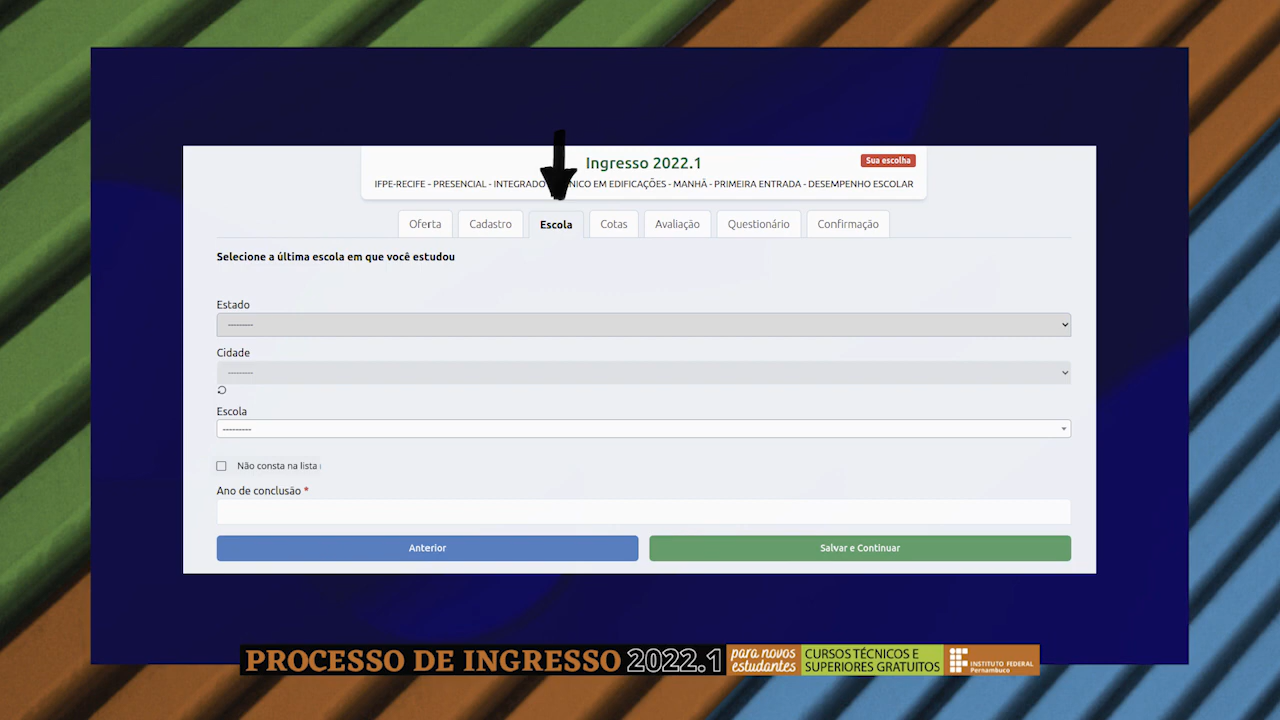 Ingresso 2022.1
Sua escolha
IFPE-RECIFE - PRESENCIAL - INTEGRADO NICO EM EDIFICAÇÕES - MANHÃ - PRIMEIRA ENTRADA - DESEMPENHO ESCOLAR
Oferta Cadastro Escola Cotas Avaliação Questionário Confirmação
Selecione a última escola em que você estudou
Estado
---------
Cidade
---------
Escola
---------
Não consta na lista
Ano de conclusão *
Anterior Salvar e Continuar
PROCESSO DE INGRESSO 2022.1
para novos
estudantes
CURSOS TÉCNICOS E
SUPERIORES GRATUITOS
INSTITUTO FEDERAL
Pernambuco